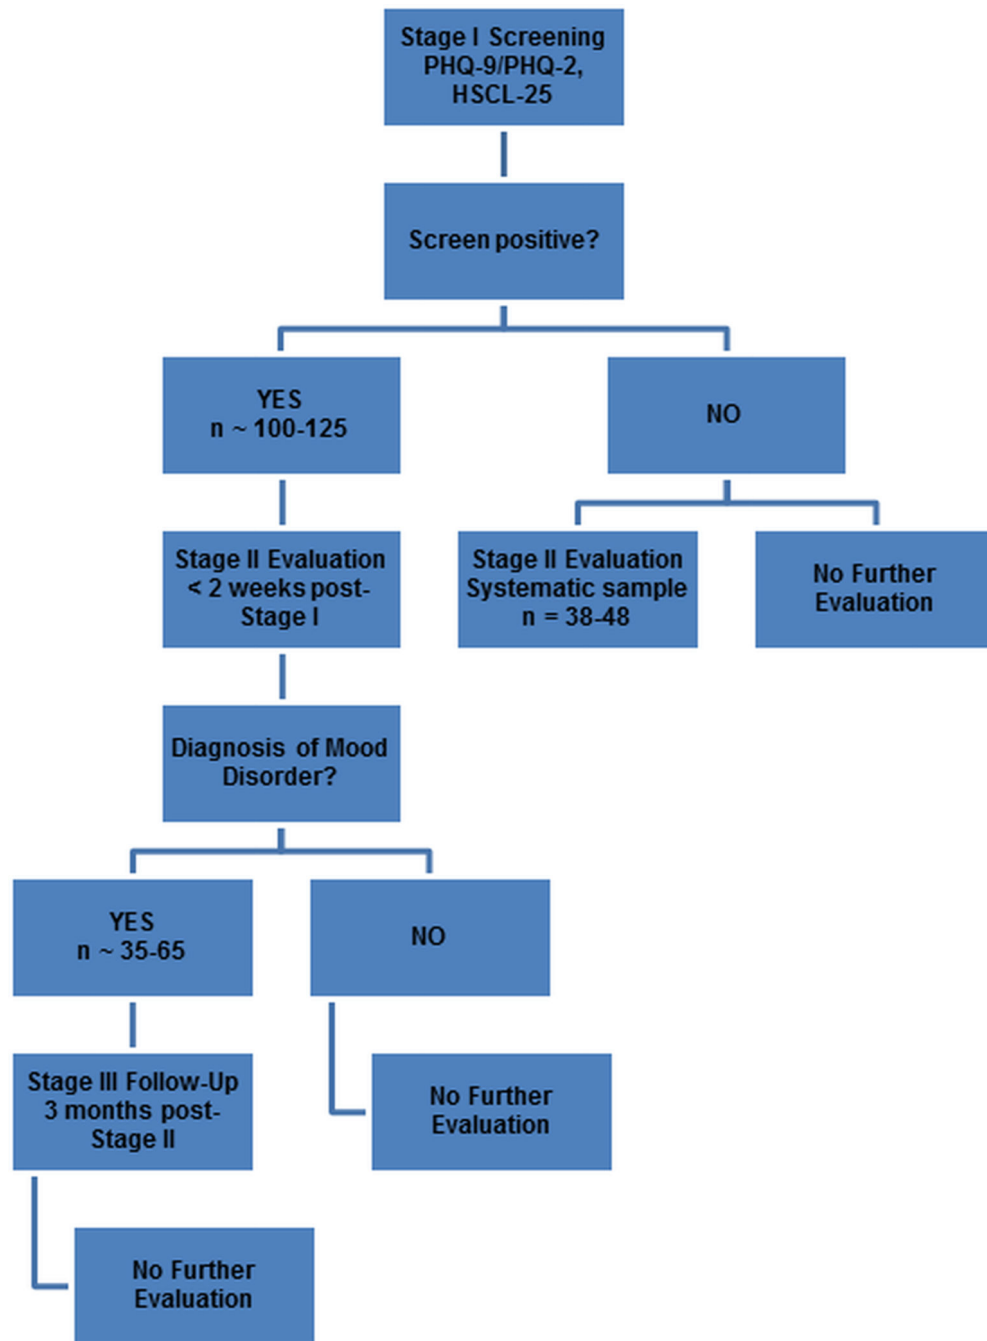 Stage I Screening
PHQ-9/PHQ-2,
HSCL-25
Screen positive?
YES
n ~ 100-125
NO
Stage II Evaluation
< 2 weeks post-
Stage I
Stage II Evaluation
Systematic sample
n = 38-48
No Further
Evaluation
Diagnosis of Mood
Disorder?
YES
n ~ 35-65
NO
Stage III Follow-Up
3 months post-
Stage II
No Further
Evaluation
No Further
Evaluation